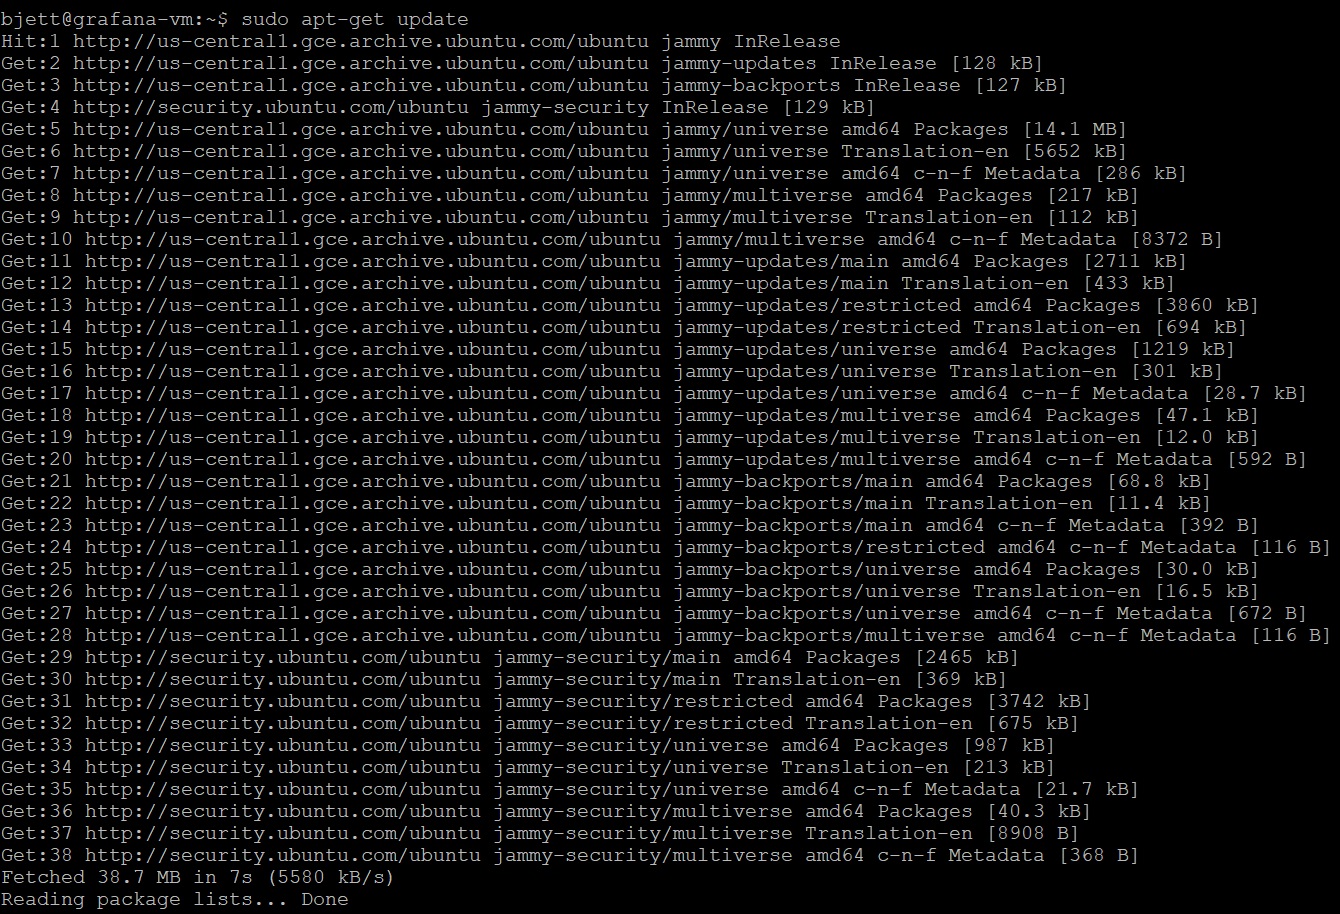 bjett@grafana-vm:~$ sudo apt-get update
Hit:1 http://us-central1.gce.archive.ubuntu.com/ubuntu jammy InRelease
Get:2 http://us-central1.gce.archive.ubuntu.com/ubuntu jammy-updates InRelease [128 kB]
Get:3 http://us-central1.gce.archive.ubuntu.com/ubuntu jammy-backports InRelease [127 kB]
Get:4 http://security.ubuntu.com/ubuntu jammy-security InRelease [129 kB]
Get:5 http://us-central1.gce.archive.ubuntu.com/ubuntu jammy/universe amd64 Packages [14.1 MB]
Get:6 http://us-central1.gce.archive.ubuntu.com/ubuntu jammy/universe Translation-en [5652 kB]
Get:7 http://us-central1.gce.archive.ubuntu.com/ubuntu jammy/universe amd64 c-n-f Metadata [286 kB]
Get:8 http://us-central1.gce.archive.ubuntu.com/ubuntu jammy/multiverse amd64 Packages [217 kB]
Get:9 http://us-central1.gce.archive.ubuntu.com/ubuntu jammy/multiverse Translation-en [112 kB]
Get:10 http://us-central1.gce.archive.ubuntu.com/ubuntu jammy/multiverse amd64 c-n-f Metadata [8372 B]
Get:11 http://us-central1.gce.archive.ubuntu.com/ubuntu jammy-updates/main amd64 Packages [2711 kB]
Get:12 http://us-central1.gce.archive.ubuntu.com/ubuntu jammy-updates/main Translation-en [433 kB]
Get:13 http://us-central1.gce.archive.ubuntu.com/ubuntu jammy-updates/restricted amd64 Packages [3860 kB]
Get:14 http://us-central1.gce.archive.ubuntu.com/ubuntu jammy-updates/restricted Translation-en [694 kB]
Get:15 http://us-central1.gce.archive.ubuntu.com/ubuntu jammy-updates/universe amd64 Packages [1219 kB]
Get:16 http://us-central1.gce.archive.ubuntu.com/ubuntu jammy-updates/universe Translation-en [301 kB]
Get:17 http://us-central1.gce.archive.ubuntu.com/ubuntu jammy-updates/universe amd64 c-n-f Metadata [28.7 kB]
Get:18 http://us-central1.gce.archive.ubuntu.com/ubuntu jammy-updates/multiverse amd64 Packages [47.1 kB]
Get:19 http://us-central1.gce.archive.ubuntu.com/ubuntu jammy-updates/multiverse Translation-en [12.0 kB]
Get:20 http://us-central1.gce.archive.ubuntu.com/ubuntu jammy-updates/multiverse amd64 c-n-f Metadata [592 B]
Get:21 http://us-central1.gce.archive.ubuntu.com/ubuntu jammy-backports/main amd64 Packages [68.8 kB]
Get:22 http://us-central1.gce.archive.ubuntu.com/ubuntu jammy-backports/main Translation-en [11.4 kB]
Get:23 http://us-central1.gce.archive.ubuntu.com/ubuntu jammy-backports/main amd64 c-n-f Metadata [392 B]
Get:24 http://us-central1.gce.archive.ubuntu.com/ubuntu jammy-backports/restricted amd64 c-n-f Metadata [116 B]
Get:25 http://us-central1.gce.archive.ubuntu.com/ubuntu jammy-backports/universe amd64 Packages [30.0 kB]
Get:26 http://us-central1.gce.archive.ubuntu.com/ubuntu jammy-backports/universe Translation-en [16.5 kB]
Get:27 http://us-central1.gce.archive.ubuntu.com/ubuntu jammy-backports/universe amd64 c-n-f Metadata [672 B]
Get:28 http://us-central1.gce.archive.ubuntu.com/ubuntu jammy-backports/multiverse amd64 c-n-f Metadata [116 B]
Get:29 http://security.ubuntu.com/ubuntu jammy-security/main amd64 Packages [2465 kB]
Get:30 http://security.ubuntu.com/ubuntu jammy-security/main Translation-en [369 kB]
Get:31 http://security.ubuntu.com/ubuntu jammy-security/restricted amd64 Packages [3742 kB]
Get:32 http://security.ubuntu.com/ubuntu jammy-security/restricted Translation-en [675 kB]
Get:33 http://security.ubuntu.com/ubuntu jammy-security/universe amd64 Packages [987 kB]
Get:34 http://security.ubuntu.com/ubuntu jammy-security/universe Translation-en [213 kB]
Get:35 http://security.ubuntu.com/ubuntu jammy-security/universe amd64 c-n-f Metadata [21.7 kB]
Get:36 http://security.ubuntu.com/ubuntu jammy-security/multiverse amd64 Packages [40.3 kB]
Get:37 http://security.ubuntu.com/ubuntu jammy-security/multiverse Translation-en [8908 B]
Get:38 http://security.ubuntu.com/ubuntu jammy-security/multiverse amd64 c-n-f Metadata [368 B]
Fetched 38.7 MB in 7s (5580 kB/s)
Reading package lists... Done